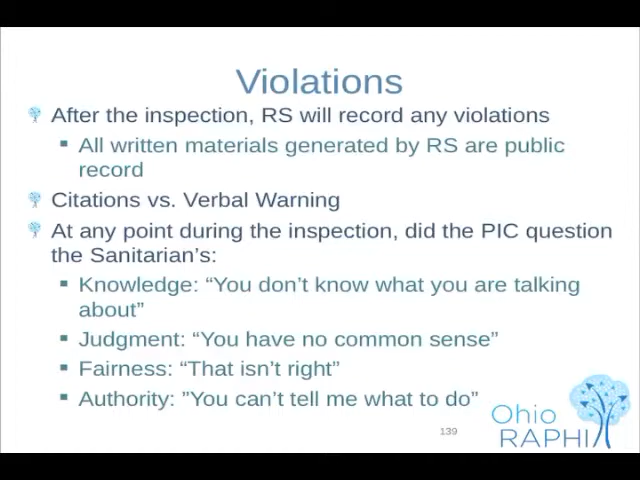 Violations
After the inspection, RS will record any violations
All written materials generated by RS are public
record
Citations vs. Verbal Warning
At any point during the inspection, did the PIC question
the Sanitarian’s:
Knowledge: “You don’t know what you are talking
about”
Judgment: “You have no common sense”
Fairness: “That isn’t right”
Authority: ”You can’t tell me what to do”
139
Ohio
RAPHI